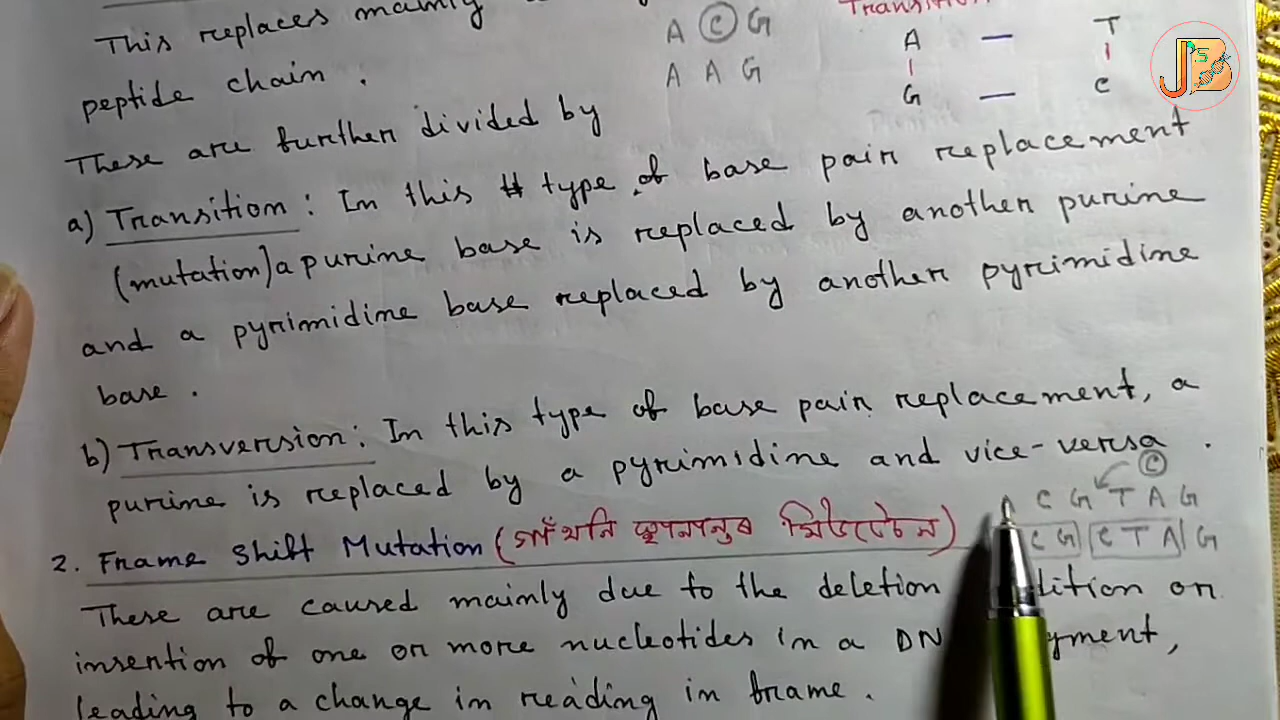 This replaces mainly
A C G
A A G
A — T
G — C
peptide chain .
These are further divided by
a) Transition : In this type of base pair replacement
(mutation) a purine base is replaced by another purine
and a pyrimidine base replaced by another pyrimidine
base .
b) Transversion : In this type of base pair replacement, a
purine is replaced by a pyrimidine and vice-versa .
C
A C G T A G
C G C T A G
2. Frame Shift Mutation (
These are caused mainly due to the deletion or
insertion of one or more nucleotides in a
leading to a change in reading in frame .
JB